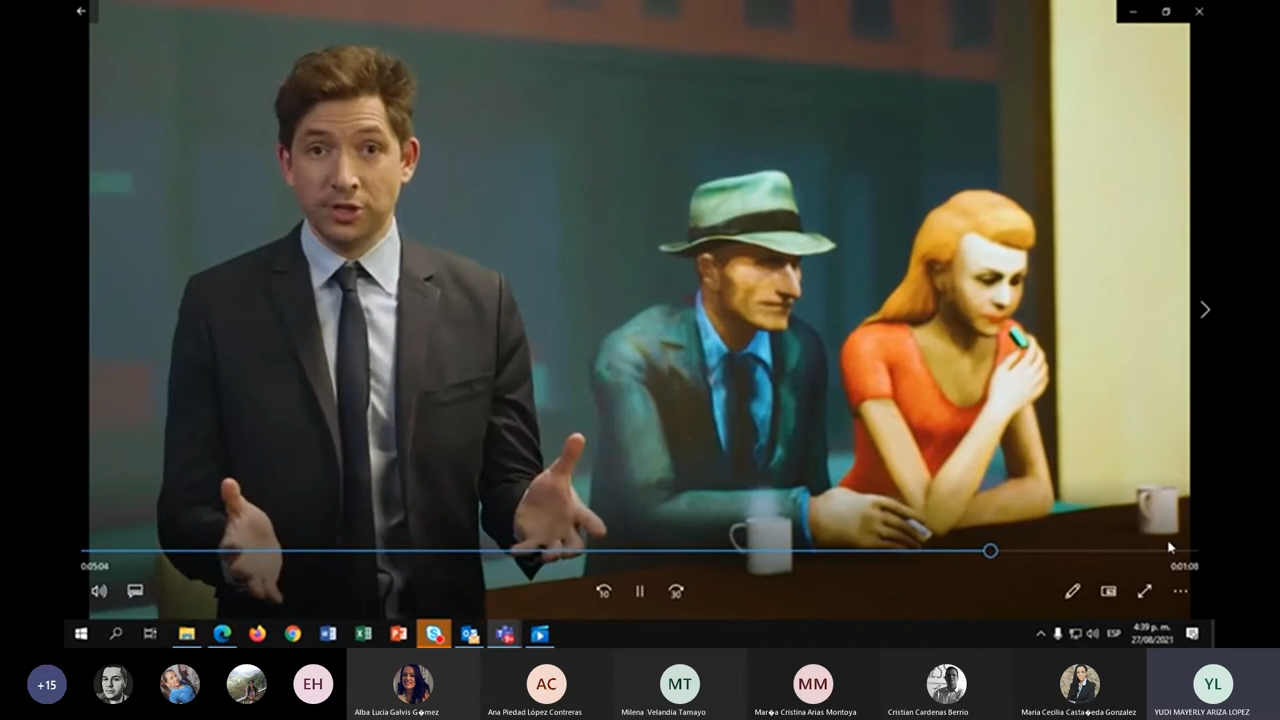 0:05:04
0:01:08
10
30
ESP
4:39 p. m.
27/08/2021
+15
EH
AC
MT
MM
YL
Alba Lucia Galvis G�mez
Ana Piedad López Contreras
Milena Velandia Tamayo
Mar�a Cristina Arias Montoya
Cristian Cardenas Berrio
Maria Cecilia Casta�eda Gonzalez
YUDI MAYERLY ARIZA LOPEZ